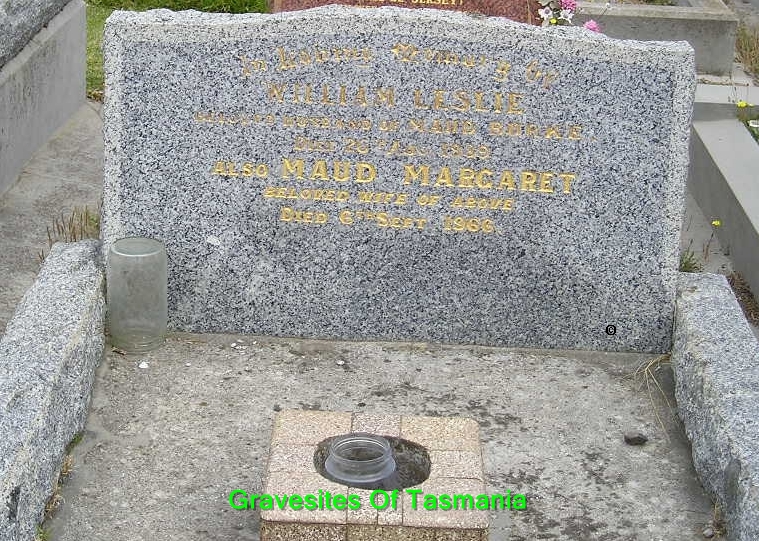 In Loving Memory of
WILLIAM LESLIE
BELOVED HUSBAND OF MAUD BURKE
DIED
ALSO MAUD MARGARET
BELOVED WIFE OF ABOVE
DIED 6TH SEPT. 1966
Gravesites Of Tasmania